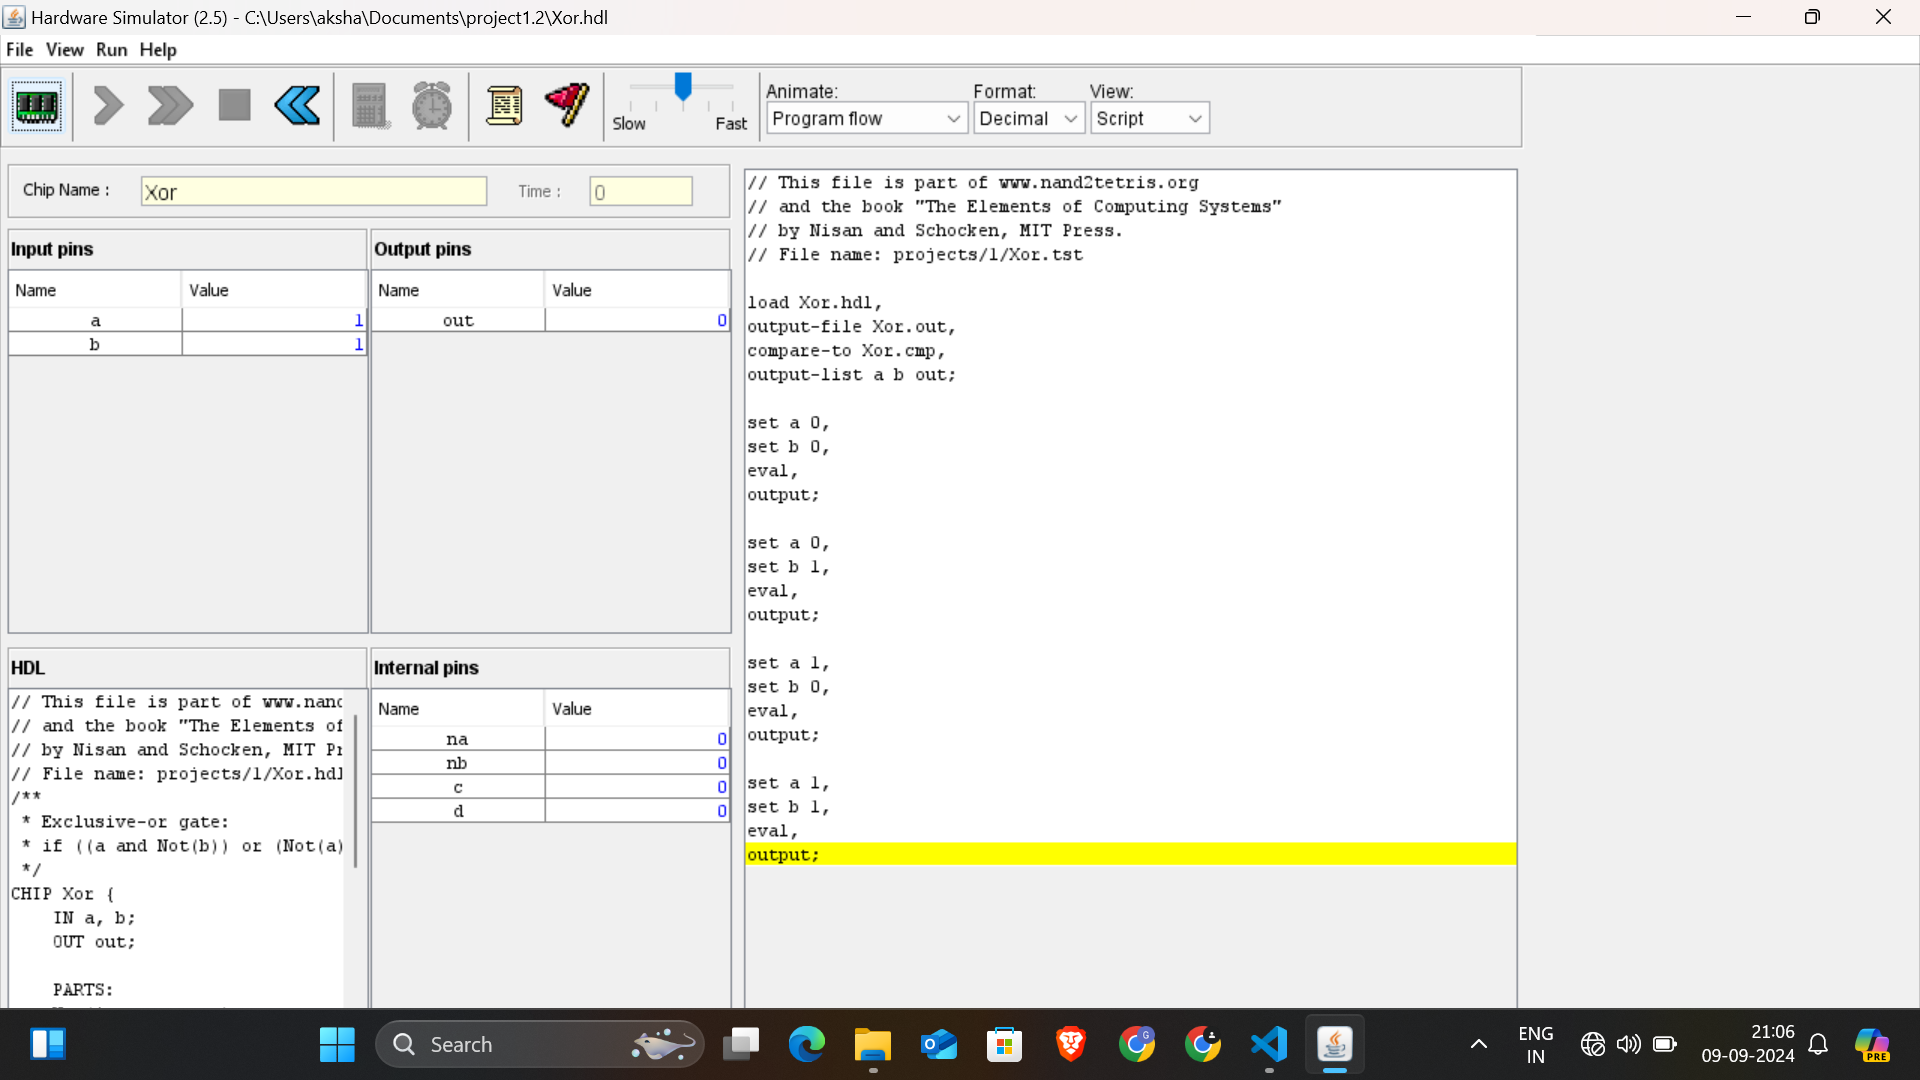 Hardware Simulator (2.5) - C:\Users\aksha\Documents\project1.2\Xor.hdl
File View Run Help
Slow Fast
Animate: Format: View:
Program flow Decimal Script
Chip Name : Xor Time : 0
Input pins
Name Value
a 1
b 1
Output pins
Name Value
out 0
HDL
// This file is part of www.nand
// and the book "The Elements of
// by Nisan and Schocken, MIT Pr
// File name: projects/1/Xor.hdl
/**
* Exclusive-or gate:
* if ((a and Not(b)) or (Not(a)
*/
CHIP Xor {
IN a, b;
OUT out;
PARTS:
Internal pins
Name Value
na 0
nb 0
c 0
d 0
// This file is part of www.nand2tetris.org
// and the book "The Elements of Computing Systems"
// by Nisan and Schocken, MIT Press.
// File name: projects/1/Xor.tst
load Xor.hdl,
output-file Xor.out,
compare-to Xor.cmp,
output-list a b out;
set a 0,
set b 0,
eval,
output;
set a 0,
set b 1,
eval,
output;
set a 1,
set b 0,
eval,
output;
set a 1,
set b 1,
eval,
output;
Search
ENG
IN
21:06
09-09-2024
PRE